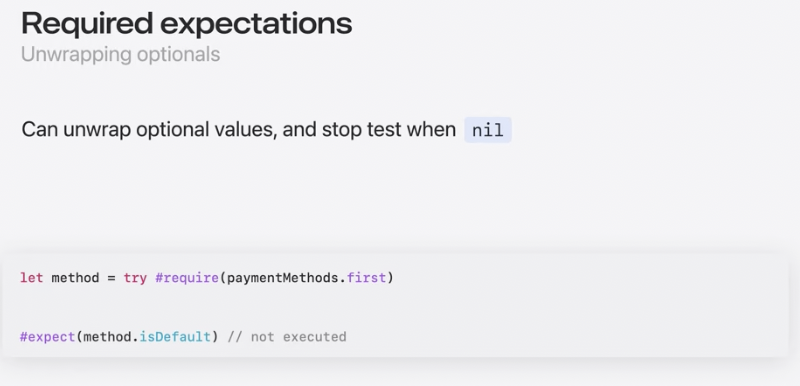 Required expectations
Unwrapping optionals
Can unwrap optional values, and stop test when nil
let method = try #require(paymentMethods.first)
#expect(method.isDefault) // not executed